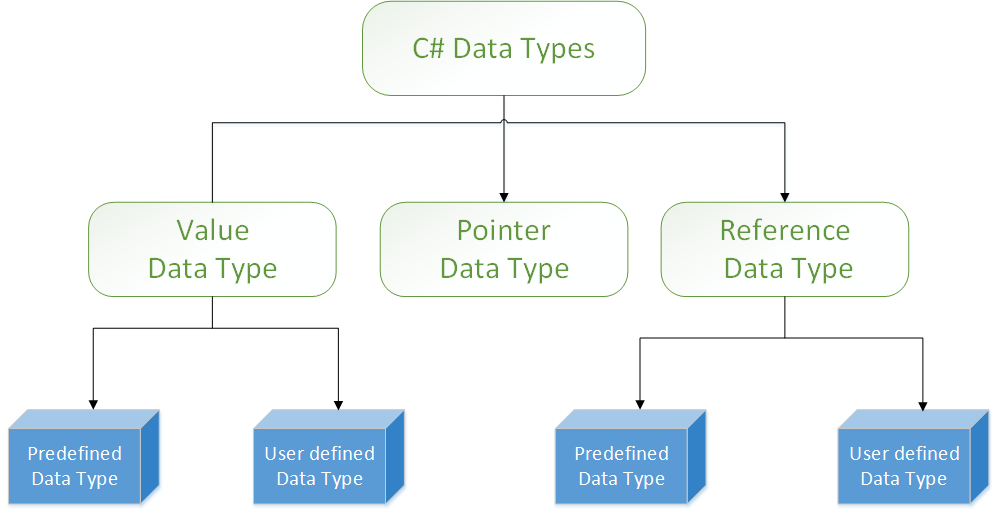 C# Data Types
Value
Data Type
Pointer
Data Type
Reference
Data Type
Predefined
Data Type
User defined
Data Type
Predefined
Data Type
User defined
Data Type